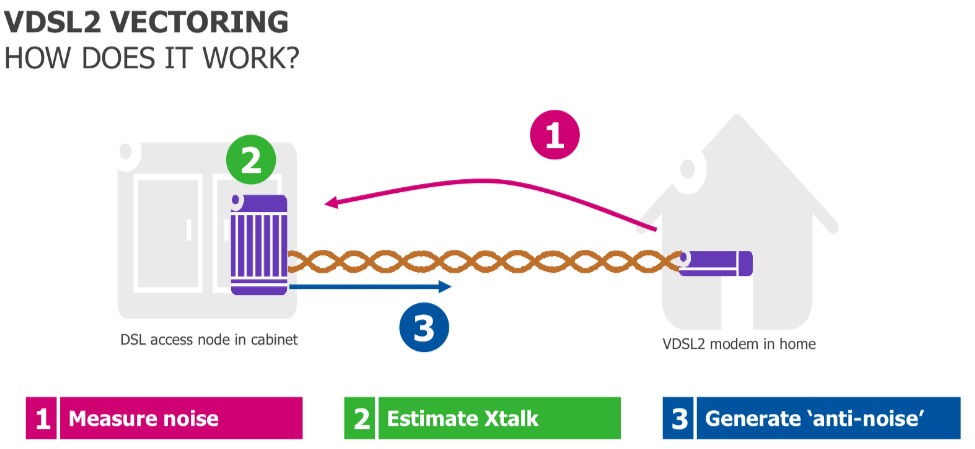 VDSL2 VECTORING
HOW DOES IT WORK?
1
2
3
DSL access node in cabinet
VDSL2 modem in home
1 Measure noise
2 Estimate Xtalk
3 Generate ‘anti-noise’